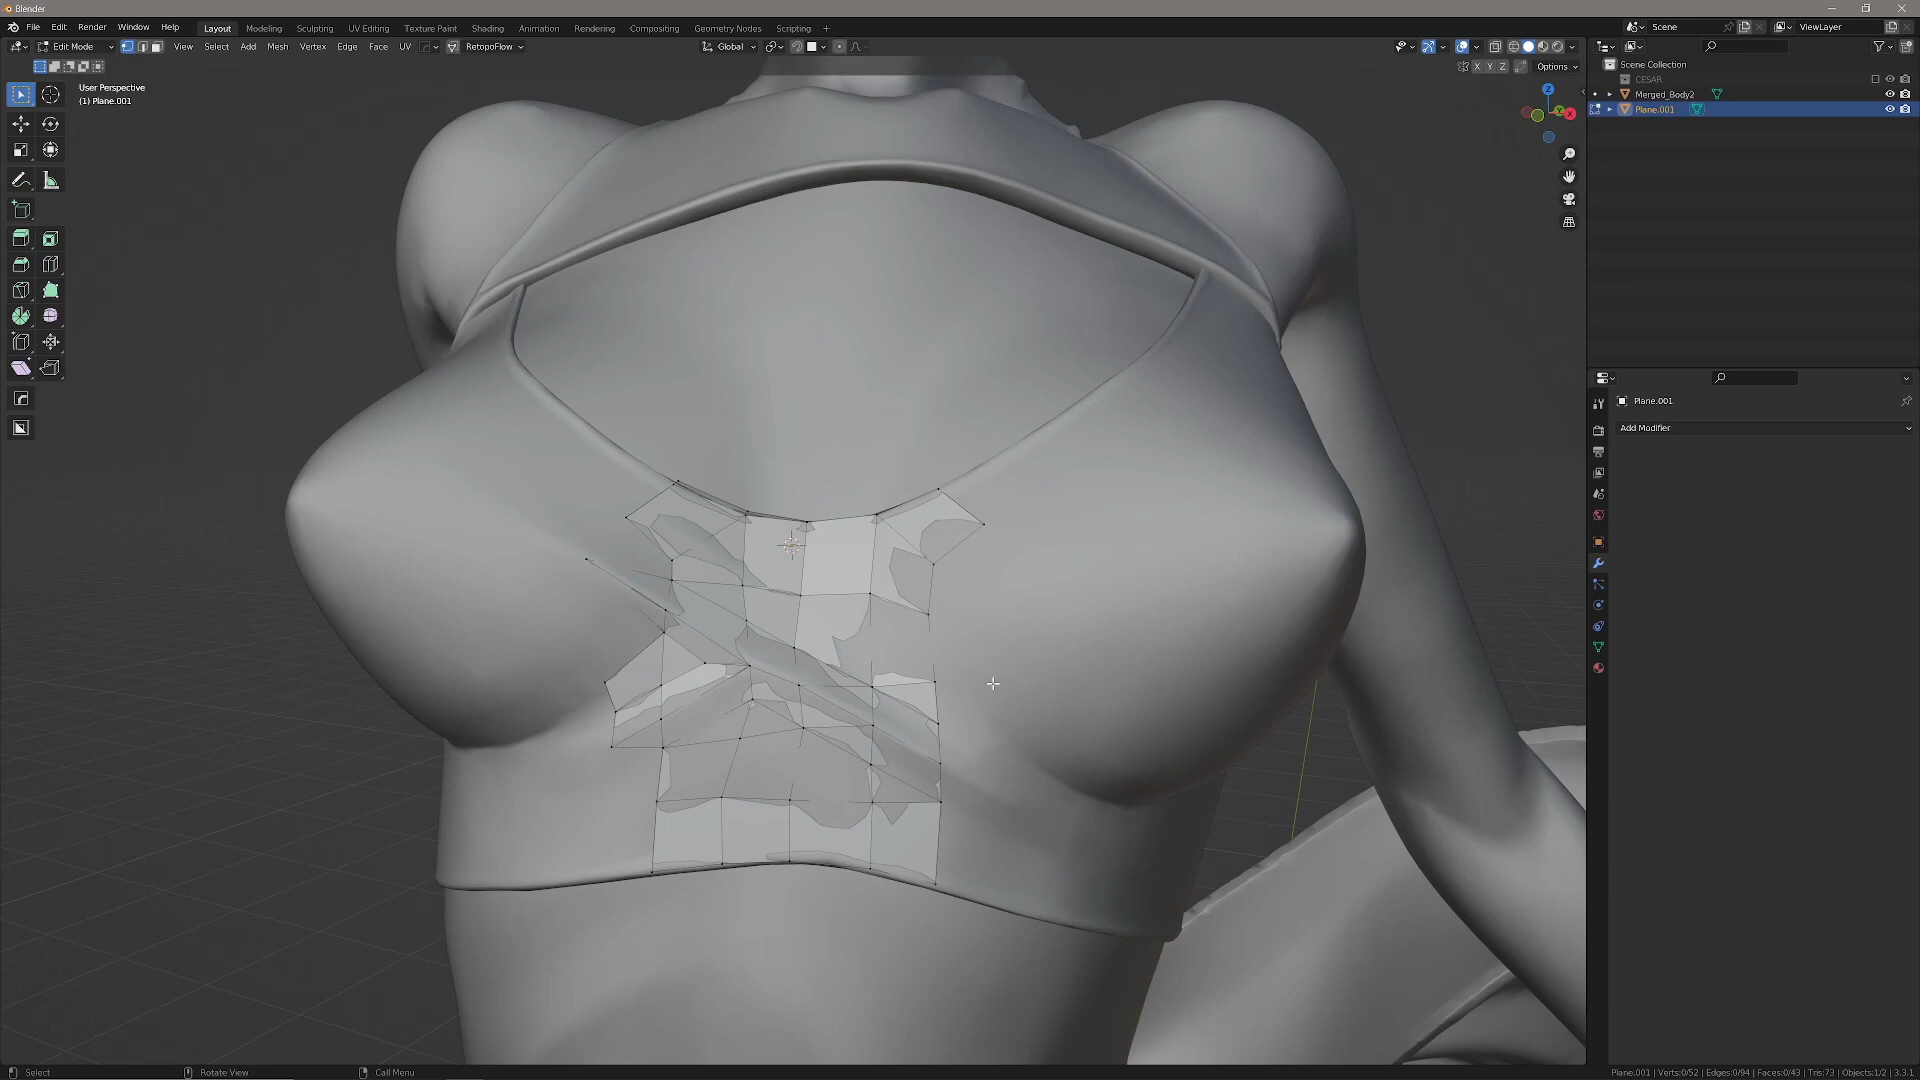 Blender
File Edit Render Window Help
Layout Modeling Sculpting UV Editing Texture Paint Shading Animation Rendering Compositing Geometry Nodes Scripting +
Scene ViewLayer
Edit Mode View Select Add Mesh Vertex Edge Face UV RetopoFlow Global
X Y Z Options
User Perspective
(1) Plane.001
Z
Y
X
Scene Collection
CESAR
Merged_Body2
Plane.001
Plane.001
Add Modifier
Select Rotate View Call Menu
Plane.001 | Verts:0/52 | Edges:0/94 | Faces:0/43 | Tris:73 | Objects:1/2 | 3.3.1